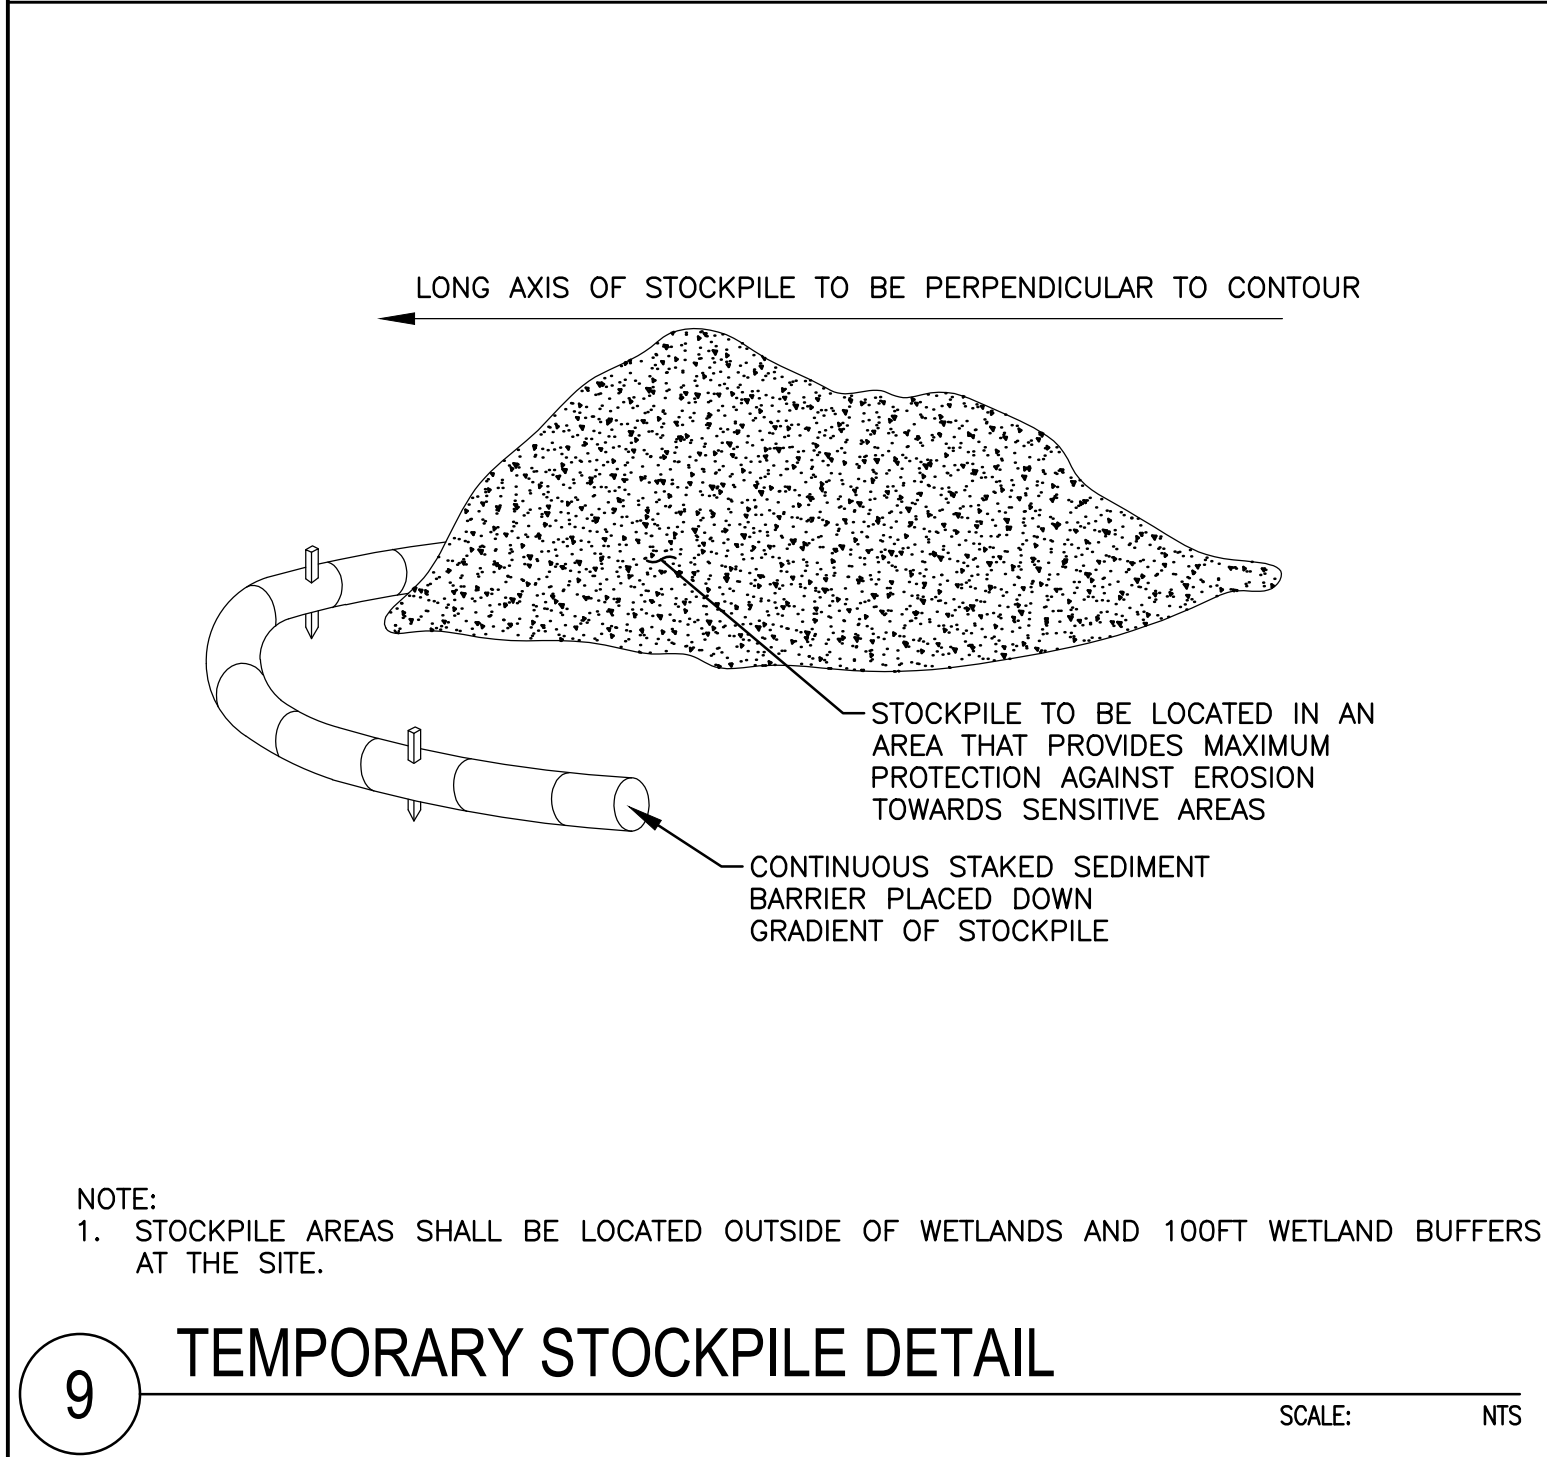 LONG AXIS OF STOCKPILE TO BE PERPENDICULAR TO CONTOUR
STOCKPILE TO BE LOCATED IN AN
AREA THAT PROVIDES MAXIMUM
PROTECTION AGAINST EROSION
TOWARDS SENSITIVE AREAS
CONTINUOUS STAKED SEDIMENT
BARRIER PLACED DOWN
GRADIENT OF STOCKPILE
NOTE:
1. STOCKPILE AREAS SHALL BE LOCATED OUTSIDE OF WETLANDS AND 100FT WETLAND BUFFERS
AT THE SITE.
9 TEMPORARY STOCKPILE DETAIL
SCALE: NTS